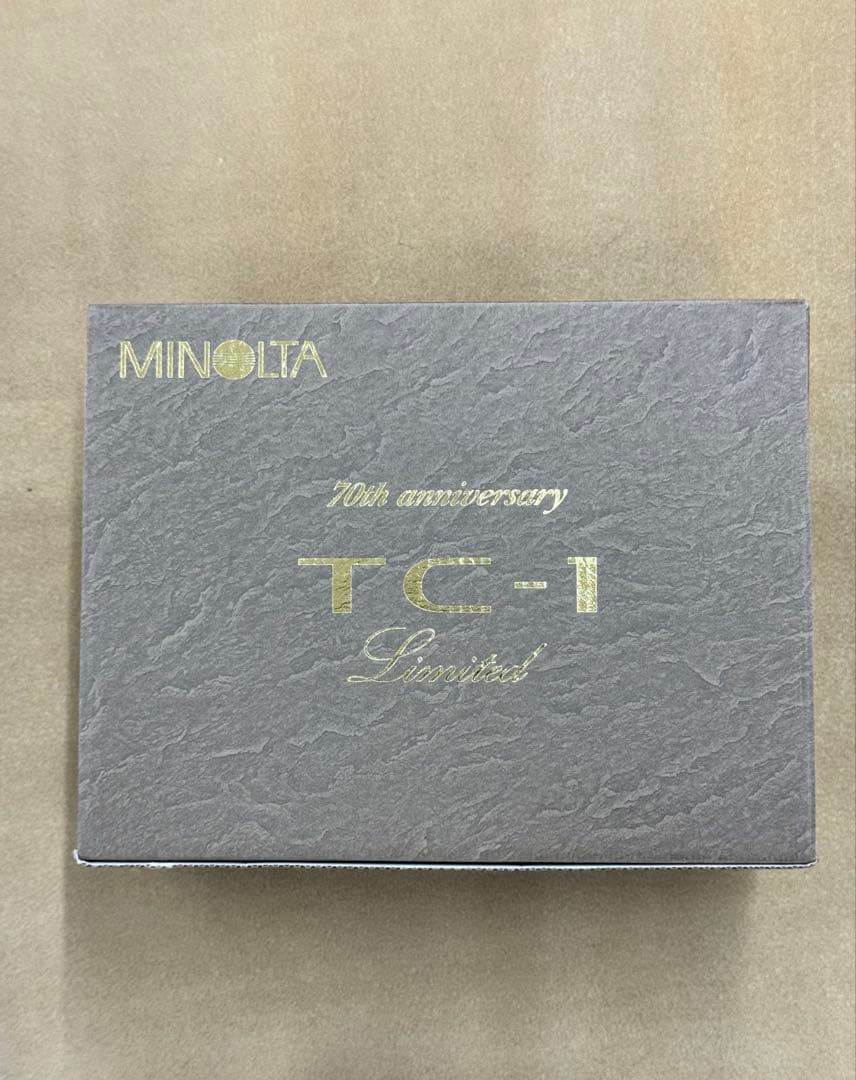 MINOLTA
70th anniversary
TC-1
Limited